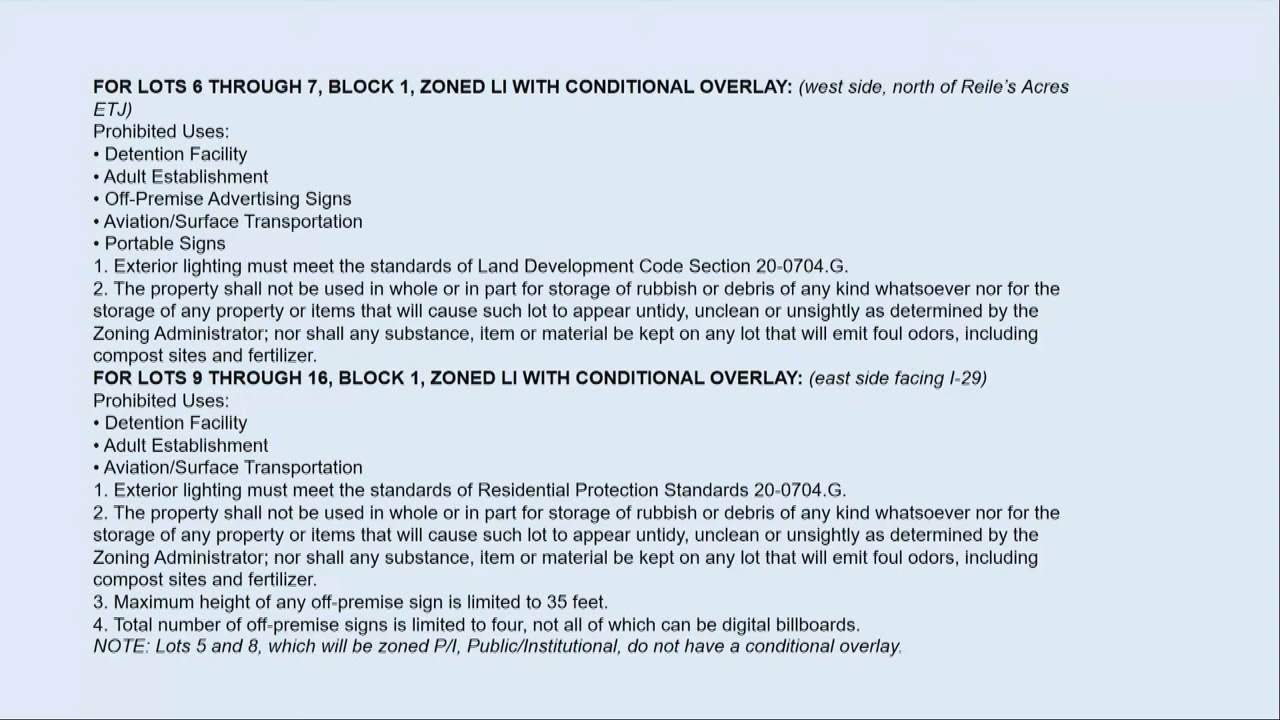 FOR LOTS 6 THROUGH 7, BLOCK 1, ZONED LI WITH CONDITIONAL OVERLAY: (west side, north of Reile's Acres
ETJ)
Prohibited Uses:
• Detention Facility
• Adult Establishment
• Off-Premise Advertising Signs
• Aviation/Surface Transportation
• Portable Signs
1. Exterior lighting must meet the standards of Land Development Code Section 20-0704.G.
2. The property shall not be used in whole or in part for storage of rubbish or debris of any kind whatsoever nor for the
storage of any property or items that will cause such lot to appear untidy, unclean or unsightly as determined by the
Zoning Administrator; nor shall any substance, item or material be kept on any lot that will emit foul odors, including
compost sites and fertilizer.
FOR LOTS 9 THROUGH 16, BLOCK 1, ZONED LI WITH CONDITIONAL OVERLAY: (east side facing I-29)
Prohibited Uses:
• Detention Facility
• Adult Establishment
• Aviation/Surface Transportation
1. Exterior lighting must meet the standards of Residential Protection Standards 20-0704.G.
2. The property shall not be used in whole or in part for storage of rubbish or debris of any kind whatsoever nor for the
storage of any property or items that will cause such lot to appear untidy, unclean or unsightly as determined by the
Zoning Administrator; nor shall any substance, item or material be kept on any lot that will emit foul odors, including
compost sites and fertilizer.
3. Maximum height of any off-premise sign is limited to 35 feet.
4. Total number of off-premise signs is limited to four, not all of which can be digital billboards.
NOTE: Lots 5 and 8, which will be zoned P/I, Public/Institutional, do not have a conditional overlay.